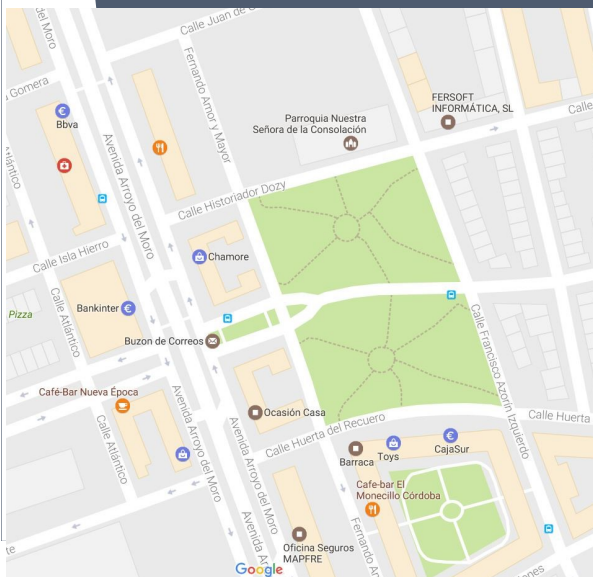 del Moro
Calle Juan de
Gomera
Bbva
Avenida Arroyo del Moro
Fernando Amor y Mayor
Parroquia Nuestra
Señora de la Consolación
FERSOFT
INFORMÁTICA, SL
Calle
Atlántico
Calle Historiador Dozy
Calle Isla Hierro
Chamore
Calle Atlántico
Pizza
Bankinter
Buzon de Correos
Calle Francisco Azorín Izquierdo
Café-Bar Nueva Época
Avenida Arroyo del Moro
Ocasión Casa
Calle Huerta
Calle Huerta del Recuero
Calle Atlántico
Avenida Arroyo del Moro
Barraca
Toys
CajaSur
Cafe-bar El
Monecillo Córdoba
Oficina Seguros
MAPFRE
Fernando
Avenida
Google